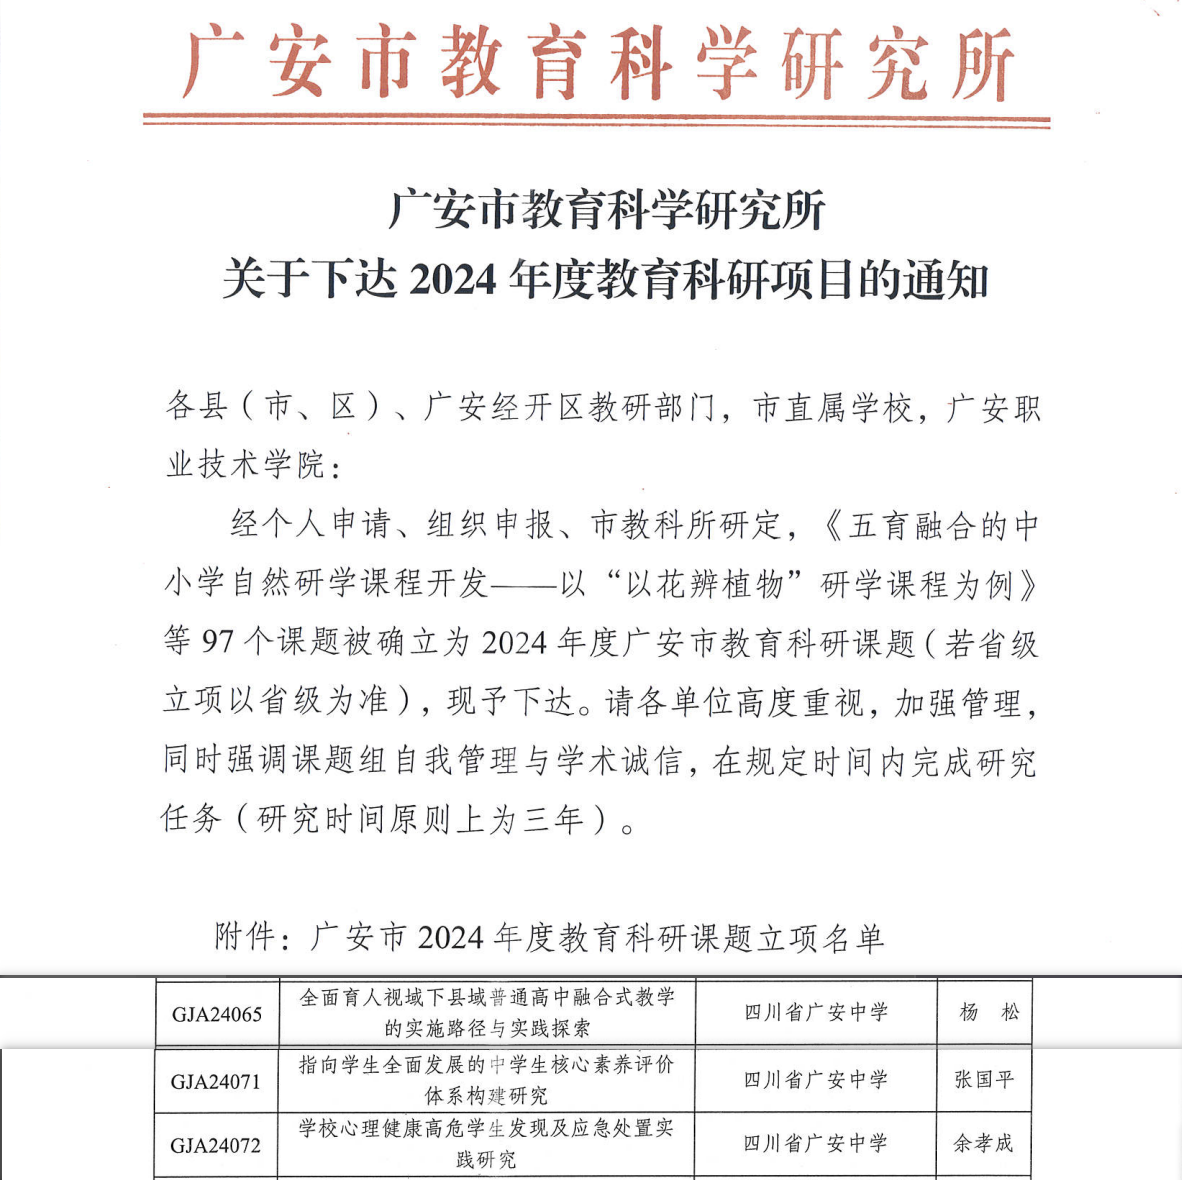 广安市教育科学研究所
广安市教育科学研究所
关于下达 2024 年度教育科研项目的通知
各县（市、区）、广安经开区教研部门，市直属学校，广安职
业技术学院：
经个人申请、组织申报、市教科所研定，《五育融合的中
小学自然研学课程开发——以“以花辨植物”研学课程为例》
等 97 个课题被确立为 2024 年度广安市教育科研课题（若省级
立项以省级为准），现予下达。请各单位高度重视，加强管理，
同时强调课题组自我管理与学术诚信，在规定时间内完成研究
任务（研究时间原则上为三年）。
附件：广安市 2024 年度教育科研课题立项名单
GJA24065 全面育人视域下县域普通高中融合式教学 四川省广安中学 杨 松
的实施路径与实践探索
GJA24071 指向学生全面发展的中学生核心素养评价 四川省广安中学 张国平
体系构建研究
GJA24072 学校心理健康高危学生发现及应急处置实 四川省广安中学 余孝成
践研究